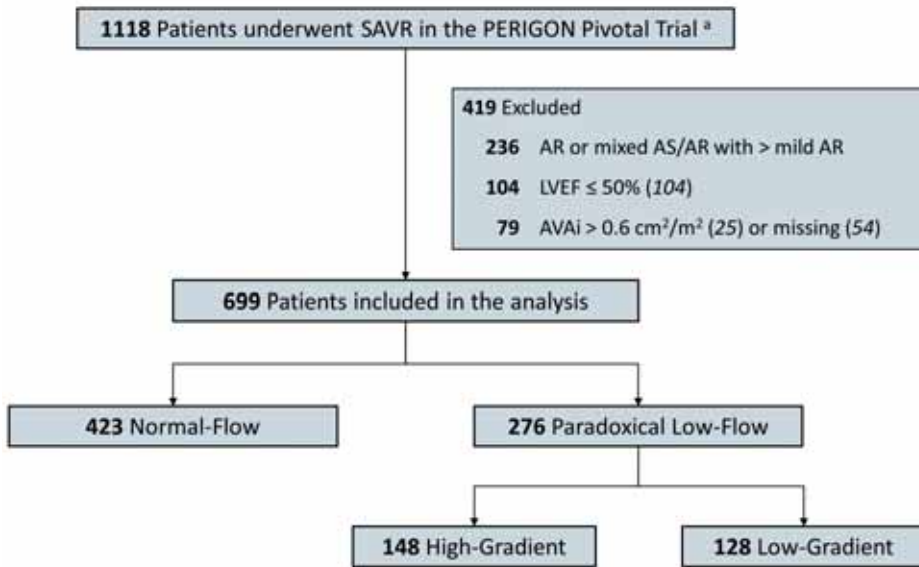 1118 Patients underwent SAVR in the PERIGON Pivotal Trial ᵃ
419 Excluded
236 AR or mixed AS/AR with > mild AR
104 LVEF ≤ 50% (104)
79 AVAi > 0.6 cm²/m² (25) or missing (54)
699 Patients included in the analysis
423 Normal-Flow
276 Paradoxical Low-Flow
148 High-Gradient
128 Low-Gradient